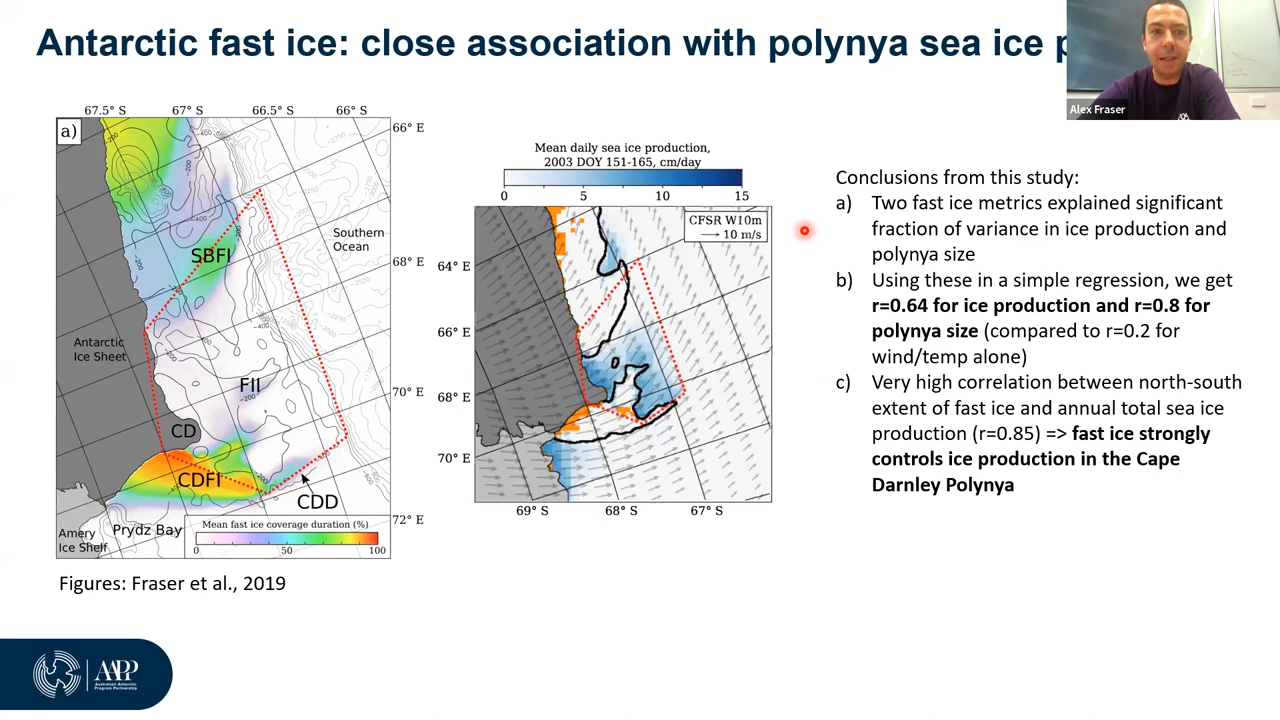 Antarctic fast ice: close association with polynya sea ice p
Alex Fraser
67.5° S 67° S 66.5° S 66° S
a)
66° E
68° E
70° E
72° E
Southern
Ocean
SBFI
Antarctic
Ice Sheet
FII
CD
CDFI
CDD
Prydz Bay
Amery
Ice Shelf
Mean fast ice coverage duration (%)
0 50 100
Figures: Fraser et al., 2019
Mean daily sea ice production,
2003 DOY 151-165, cm/day
0 5 10 15
CFSR W10m
10 m/s
64° E
66° E
68° E
70° E
69° S 68° S 67° S
Conclusions from this study:
a) Two fast ice metrics explained significant
fraction of variance in ice production and
polynya size
b) Using these in a simple regression, we get
r=0.64 for ice production and r=0.8 for
polynya size (compared to r=0.2 for
wind/temp alone)
c) Very high correlation between north-south
extent of fast ice and annual total sea ice
production (r=0.85) => fast ice strongly
controls ice production in the Cape
Darnley Polynya
AAPP
Australian Antarctic
Program Partnership